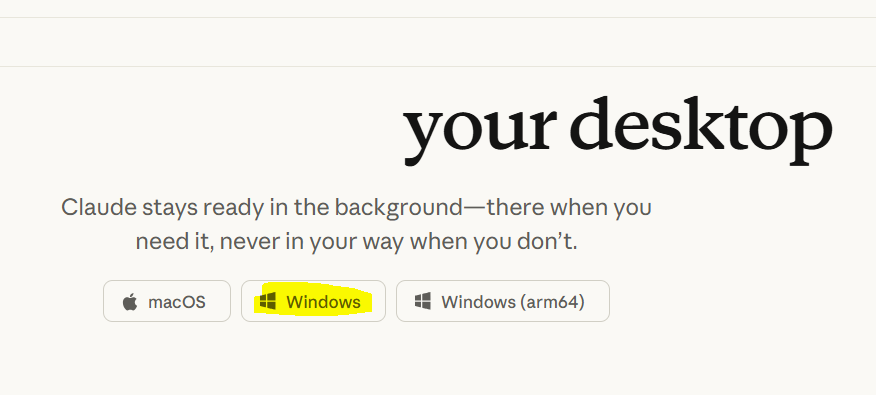 your desktop
Claude stays ready in the background—there when you
need it, never in your way when you don’t.
macOS
Windows
Windows (arm64)